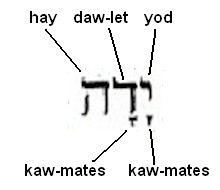 hay daw-let yod
יָדָה
kaw-mates kaw-mates